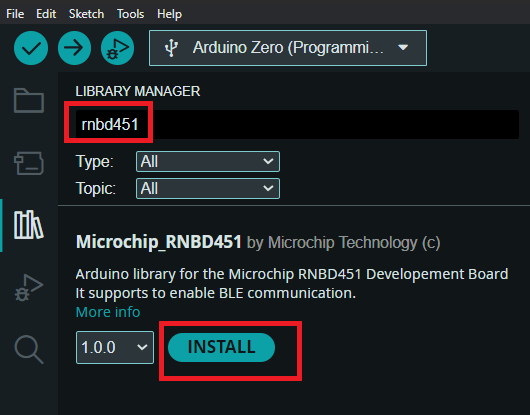 File Edit Sketch Tools Help
Arduino Zero (Programmi...
LIBRARY MANAGER
rnbd451
Type: All
Topic: All
Microchip_RNBD451 by Microchip Technology (c)
Arduino library for the Microchip RNBD451 Developement Board
It supports to enable BLE communication.
More info
1.0.0 INSTALL